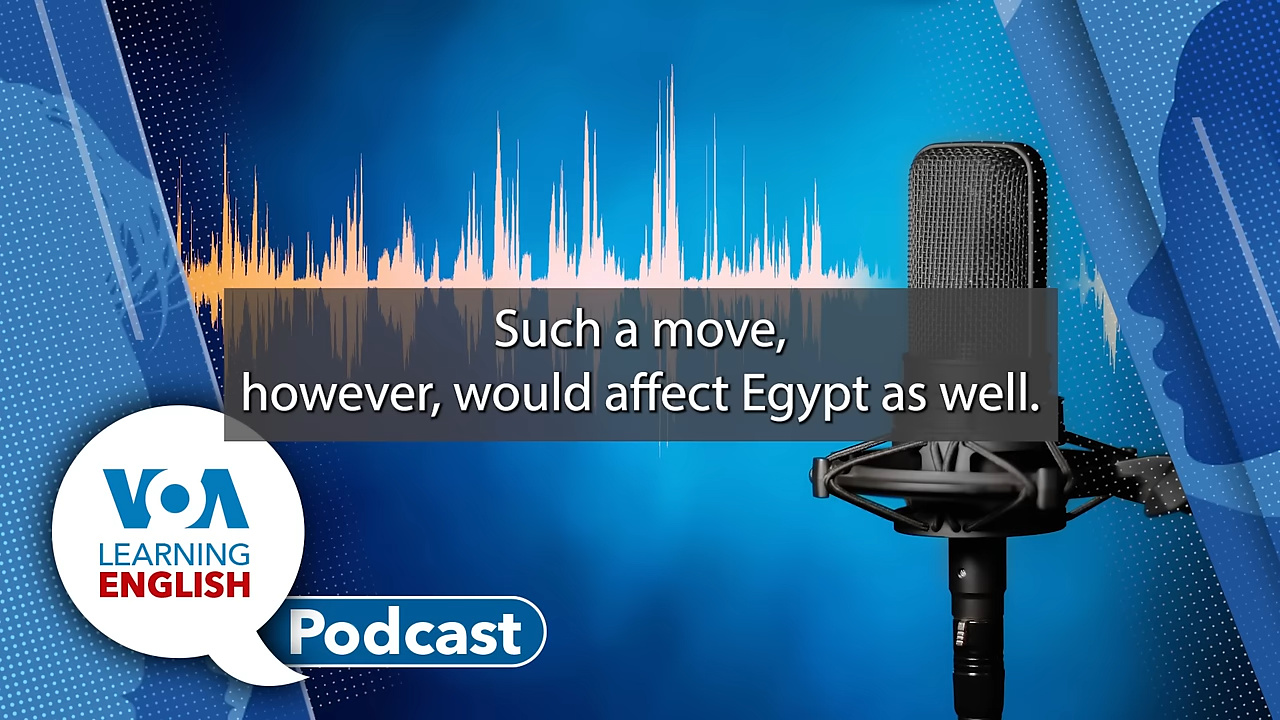 Such a move,
however, would affect Egypt as well.
VOA
LEARNING
ENGLISH
Podcast